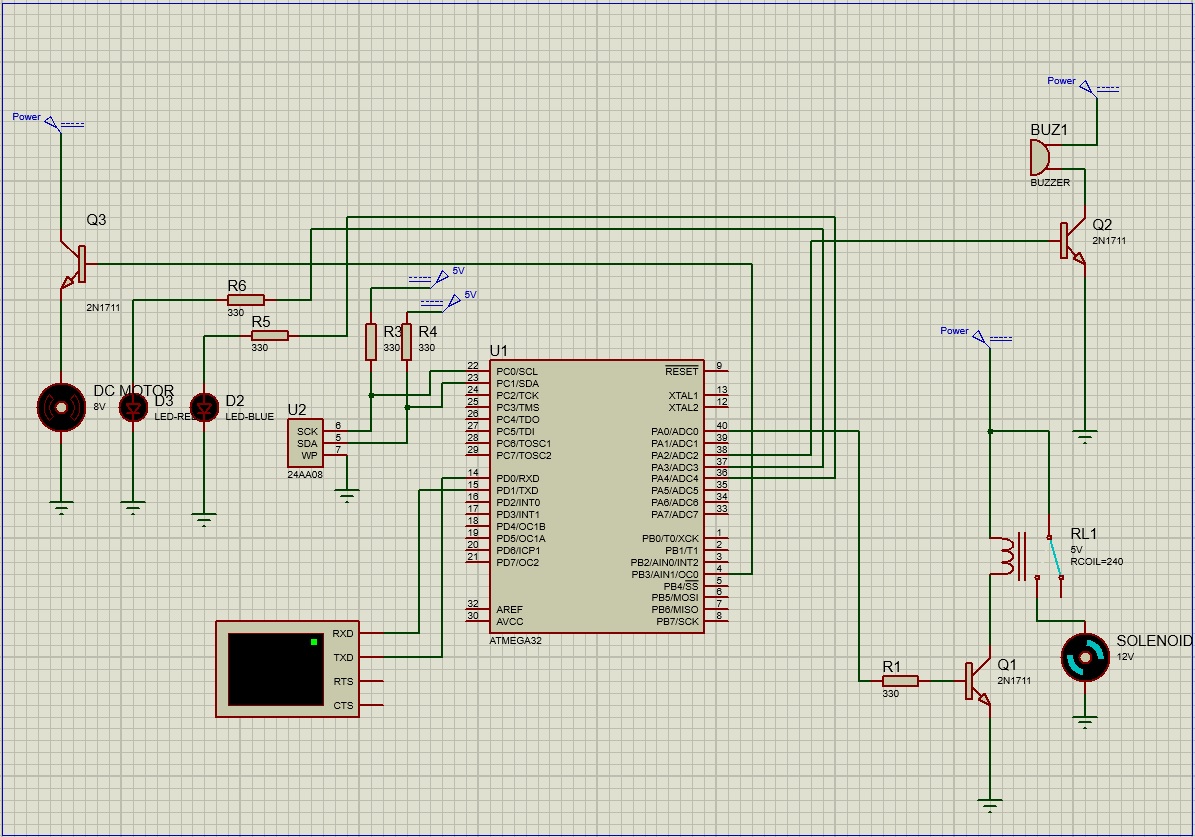 Power
Power
BUZ1
BUZZER
Q3
2N1711
Q2
2N1711
5V
5V
R6
330
R5
330
R3
330
R4
330
Power
DC MOTOR
8V
D3
LED-RED
D2
LED-BLUE
U2
SCK 6
SDA 5
WP 7
24AA08
U1
22 PC0/SCL
23 PC1/SDA
24 PC2/TCK
25 PC3/TMS
26 PC4/TDO
27 PC5/TDI
28 PC6/TOSC1
29 PC7/TOSC2
14 PD0/RXD
15 PD1/TXD
16 PD2/INT0
17 PD3/INT1
18 PD4/OC1B
19 PD5/OC1A
20 PD6/ICP1
21 PD7/OC2
32 AREF
30 AVCC
RESET 9
XTAL1 13
XTAL2 12
PA0/ADC0 40
PA1/ADC1 39
PA2/ADC2 38
PA3/ADC3 37
PA4/ADC4 36
PA5/ADC5 35
PA6/ADC6 34
PA7/ADC7 33
PB0/T0/XCK 1
PB1/T1 2
PB2/AIN0/INT2 3
PB3/AIN1/OC0 4
PB4/SS 5
PB5/MOSI 6
PB6/MISO 7
PB7/SCK 8
ATMEGA32
RL1
5V
RCOIL=240
RXD
TXD
RTS
CTS
R1
330
Q1
2N1711
SOLENOID
12V